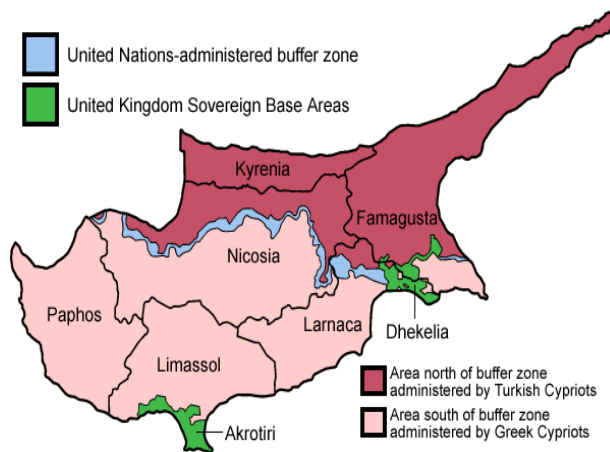 United Nations-administered buffer zone
United Kingdom Sovereign Base Areas
Kyrenia
Famagusta
Nicosia
Paphos
Larnaca
Dhekelia
Limassol
Akrotiri
Area north of buffer zone
administered by Turkish Cypriots
Area south of buffer zone
administered by Greek Cypriots